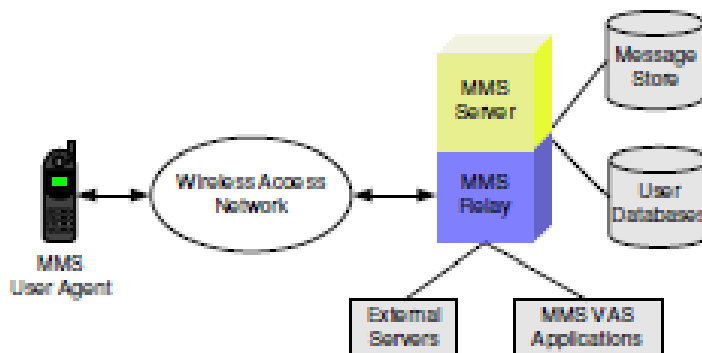 MMS
Server
MMS
Relay
Message
Store
User
Databases
Wireless Access
Network
MMS
User Agent
External
Servers
MMS VAS
Applications